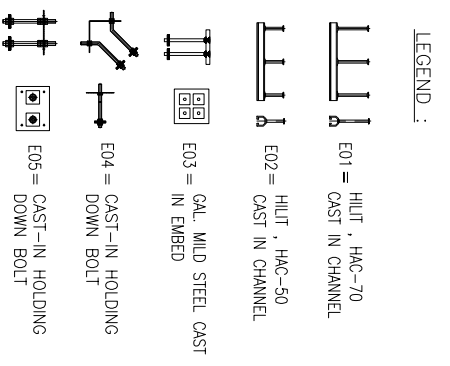 LEGEND :
E01 = HILIT , HAC-70
CAST IN CHANNEL
E02 = HILIT , HAC-50
CAST IN CHANNEL
E03 = GAL. MILD STEEL CAST
IN EMBED
E04 = CAST-IN HOLDING
DOWN BOLT
E05 = CAST-IN HOLDING
DOWN BOLT